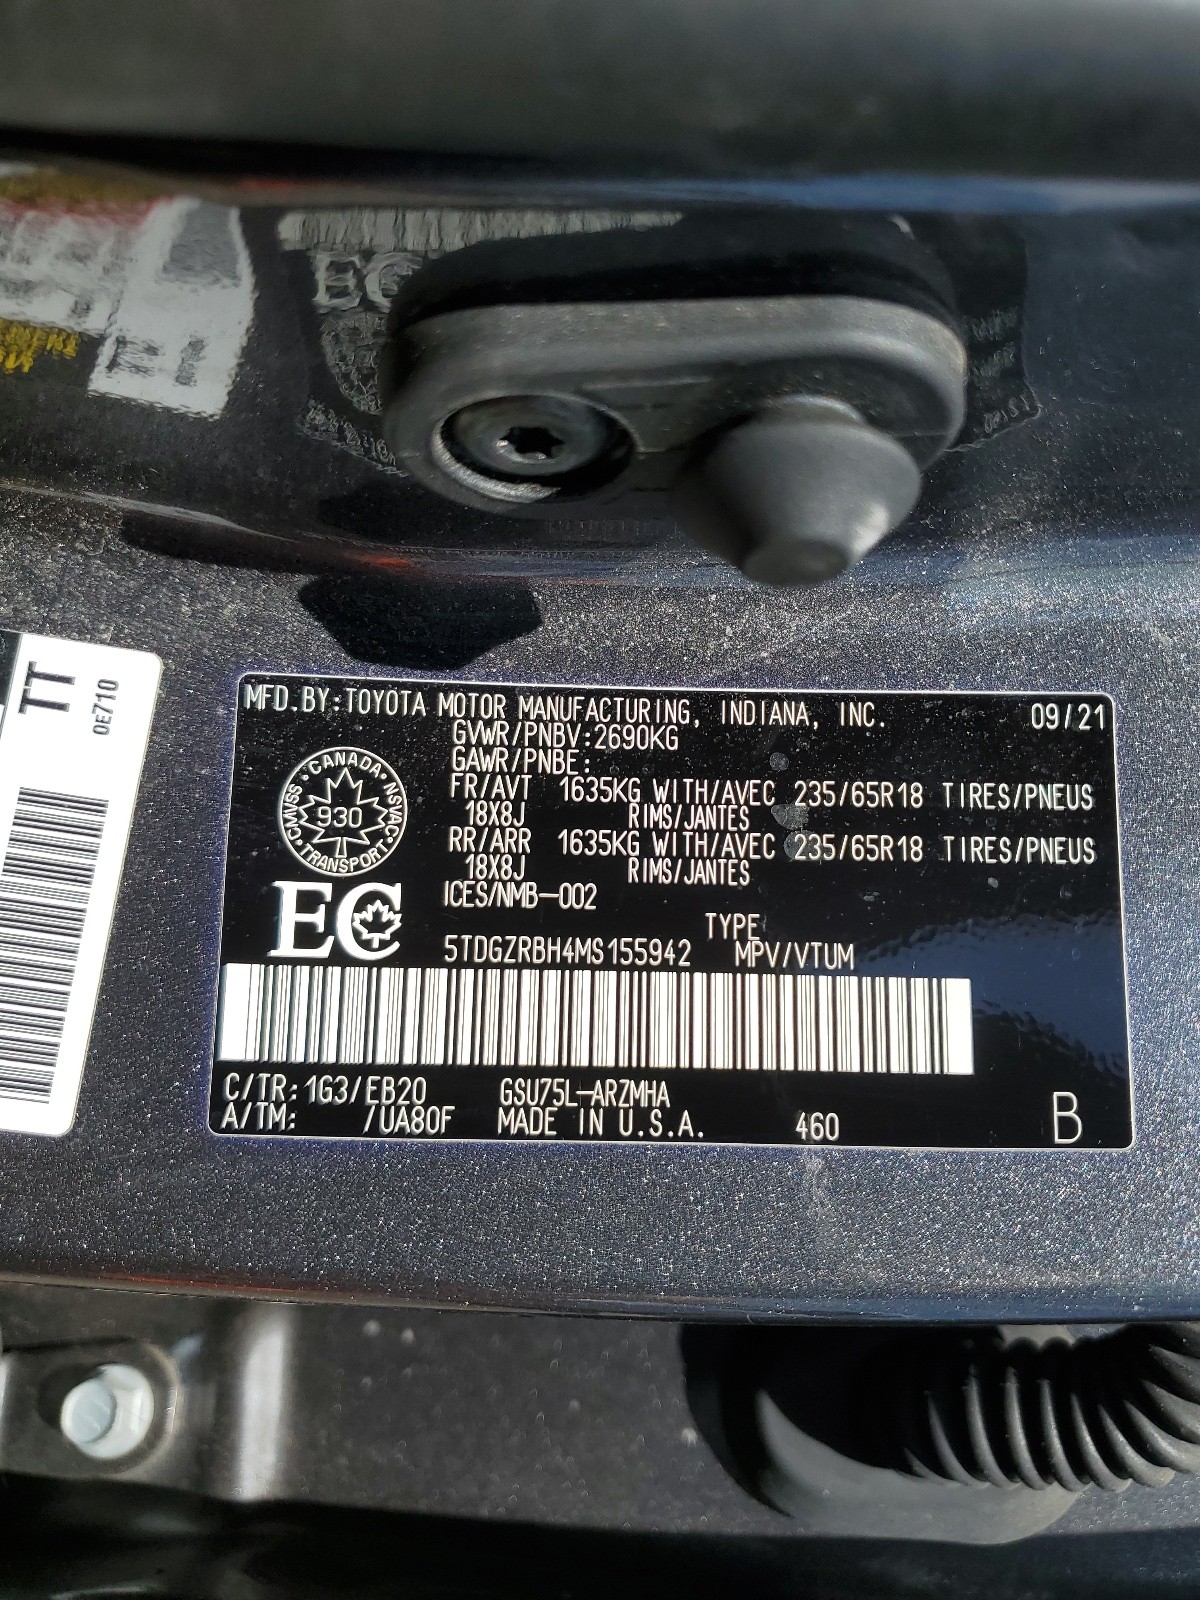 MFD. BY: TOYOTA MOTOR MANUFACTURING, INDIANA, INC. 09/21
GVWR/PNBV: 2690KG
GAWR/PNBE:
FR/AVT 1635KG WITH/AVEC 235/65R18 TIRES/PNEUS
18X8J RIMS/JANTES
RR/ARR 1635KG WITH/AVEC 235/65R18 TIRES/PNEUS
18X8J RIMS/JANTES
ICES/NMB-002
CANADA
930
TRANSPORT
CMVSS
NSVAC
EC
TYPE
5TDGZRBH4MS155942 MPV/VTUM
C/TR: 1G3/EB20 GSU75L-ARZMHA
A/TM: /UA80F MADE IN U.S.A. 460 B
TT
0E710